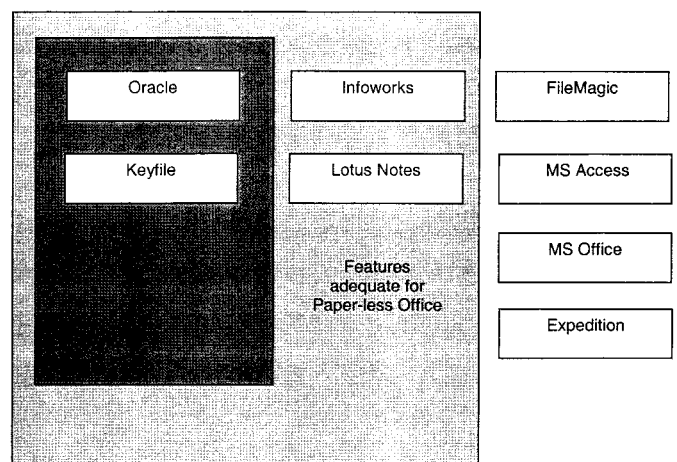 Oracle
Infoworks
FileMagic
Keyfile
Lotus Notes
MS Access
MS Office
Features
adequate for
Paper-less Office
Expedition